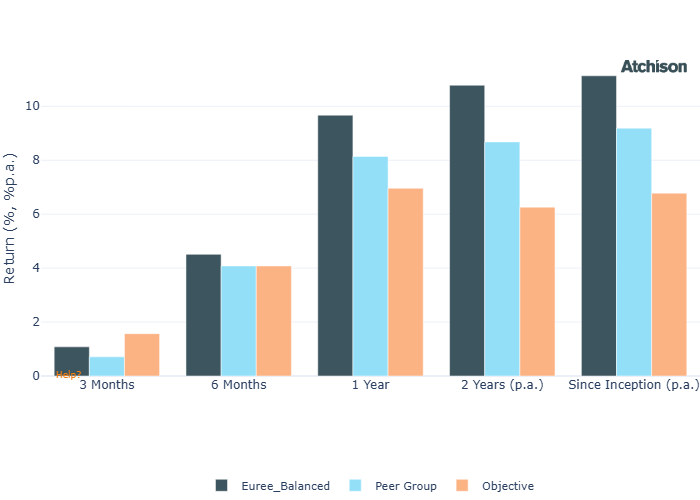 Atchison
Return (%, %p.a.)
10
8
6
4
2
0
Help?
3 Months
6 Months
1 Year
2 Years (p.a.)
Since Inception (p.a.)
Euree_Balanced
Peer Group
Objective